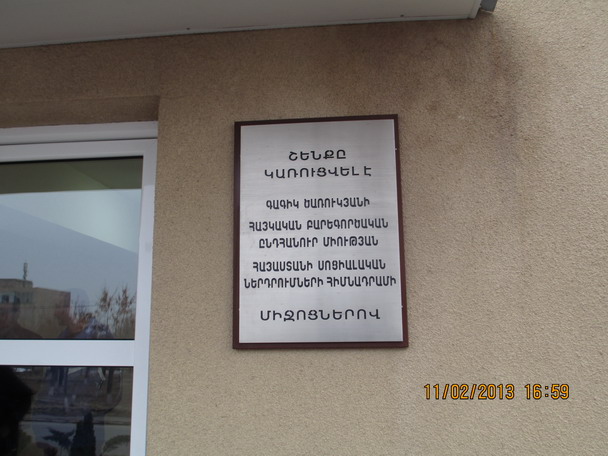 ՇԵՆՔԸ
ԿԱՌՈՒՑՎԵԼ Է
ԳԱԳԻԿ ԾԱՌՈՒԿՅԱՆԻ
ՀԱՅԿԱԿԱՆ ԲԱՐԵԳՈՐԾԱԿԱՆ
ԸՆԴՀԱՆՈՒՐ ՄԻՈՒԹՅԱՆ
ՀԱՅԱՍՏԱՆԻ ՍՈՑԻԱԼԱԿԱՆ
ՆԵՐԴՐՈՒՄՆԵՐԻ ՀԻՄՆԱԴՐԱՄԻ
ՄԻՋՈՑՆԵՐՈՎ
11/02/2013 16:59